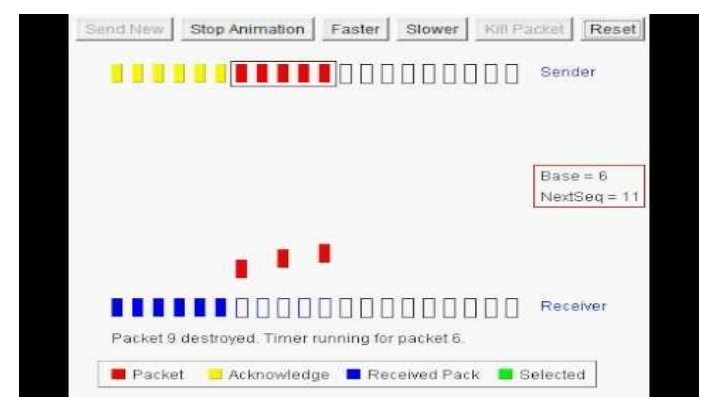 Send New Stop Animation Faster Slower Kill Packet Reset
Sender
Base = 6
NextSeq = 11
Receiver
Packet 9 destroyed. Timer running for packet 6.
Packet Acknowledge Received Pack Selected